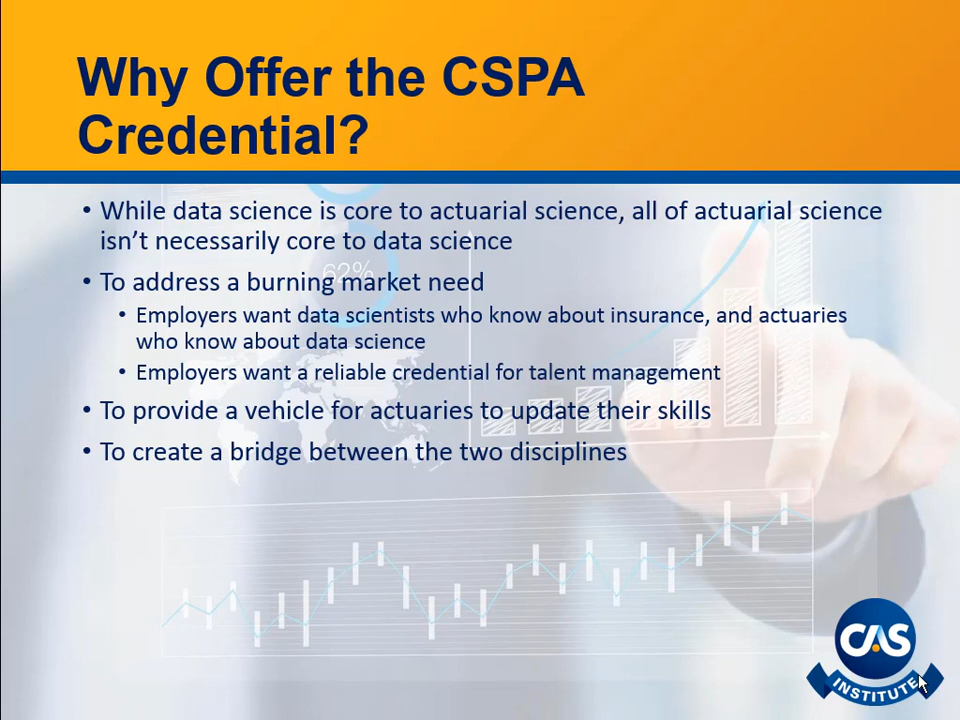 Why Offer the CSPA
Credential?
• While data science is core to actuarial science, all of actuarial science
isn't necessarily core to data science
62%
• To address a burning market need
• Employers want data scientists who know about insurance, and actuaries
who know about data science
• Employers want a reliable credential for talent management
• To provide a vehicle for actuaries to update their skills
• To create a bridge between the two disciplines
CAS
INSTITUTE